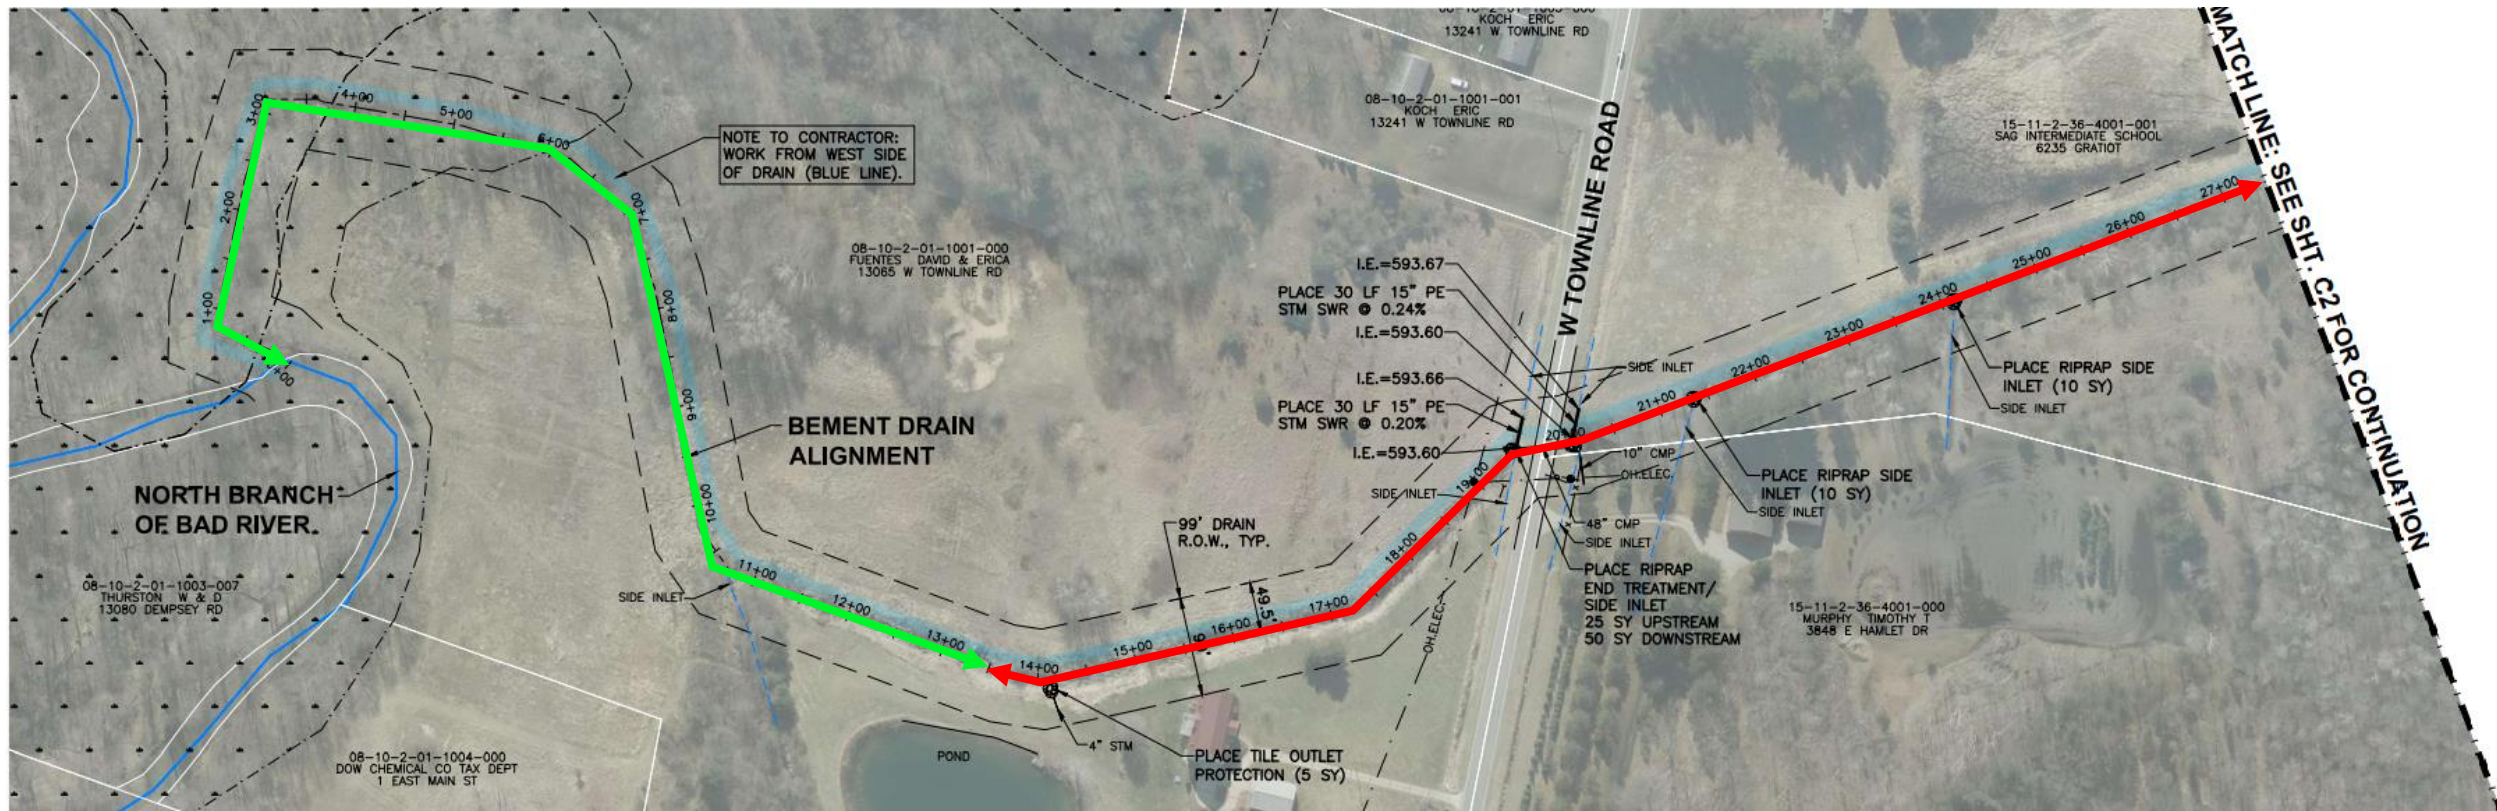 08-10-2-01-1003-000
KOCH ERIC
13241 W TOWNLINE RD
08-10-2-01-1001-001
KOCH ERIC
13241 W TOWNLINE RD
W TOWNLINE ROAD
15-11-2-36-4001-001
SAG INTERMEDIATE SCHOOL
6235 GRATIOT
MATCH LINE: SEE SHT. C2 FOR CONTINUATION
NOTE TO CONTRACTOR:
WORK FROM WEST SIDE
OF DRAIN (BLUE LINE).
08-10-2-01-1001-000
FUENTES DAVID & ERICA
13065 W TOWNLINE RD
1+00
2+00
3+00
4+00
5+00
6+00
7+00
8+00
9+00
10+00
11+00
12+00
13+00
14+00
15+00
16+00
17+00
18+00
19+00
20+00
21+00
22+00
23+00
24+00
25+00
26+00
27+00
I.E.=593.67
PLACE 30 LF 15" PE
STM SWR @ 0.24%
I.E.=593.60
I.E.=593.66
PLACE 30 LF 15" PE
STM SWR @ 0.20%
I.E.=593.60
SIDE INLET
PLACE RIPRAP SIDE
INLET (10 SY)
SIDE INLET
10" CMP
OH.ELEC.
SIDE INLET
PLACE RIPRAP SIDE
INLET (10 SY)
SIDE INLET
48" CMP
SIDE INLET
PLACE RIPRAP
END TREATMENT/
SIDE INLET
25 SY UPSTREAM
50 SY DOWNSTREAM
15-11-2-36-4001-000
MURPHY TIMOTHY T
3848 E HAMLET DR
BEMENT DRAIN
ALIGNMENT
NORTH BRANCH
OF BAD RIVER
99' DRAIN
R.O.W., TYP.
49.5'
OH.ELEC.
08-10-2-01-1003-007
THURSTON W & D
13080 DEMPSEY RD
SIDE INLET
08-10-2-01-1004-000
DOW CHEMICAL CO TAX DEPT
1 EAST MAIN ST
POND
4" STM
PLACE TILE OUTLET
PROTECTION (5 SY)